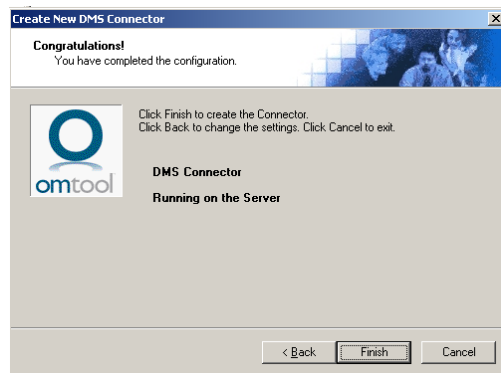 Create New DMS Connector
Congratulations!
You have completed the configuration.
Click Finish to create the Connector.
Click Back to change the settings. Click Cancel to exit.
omtool
DMS Connector
Running on the Server
< Back
Finish
Cancel